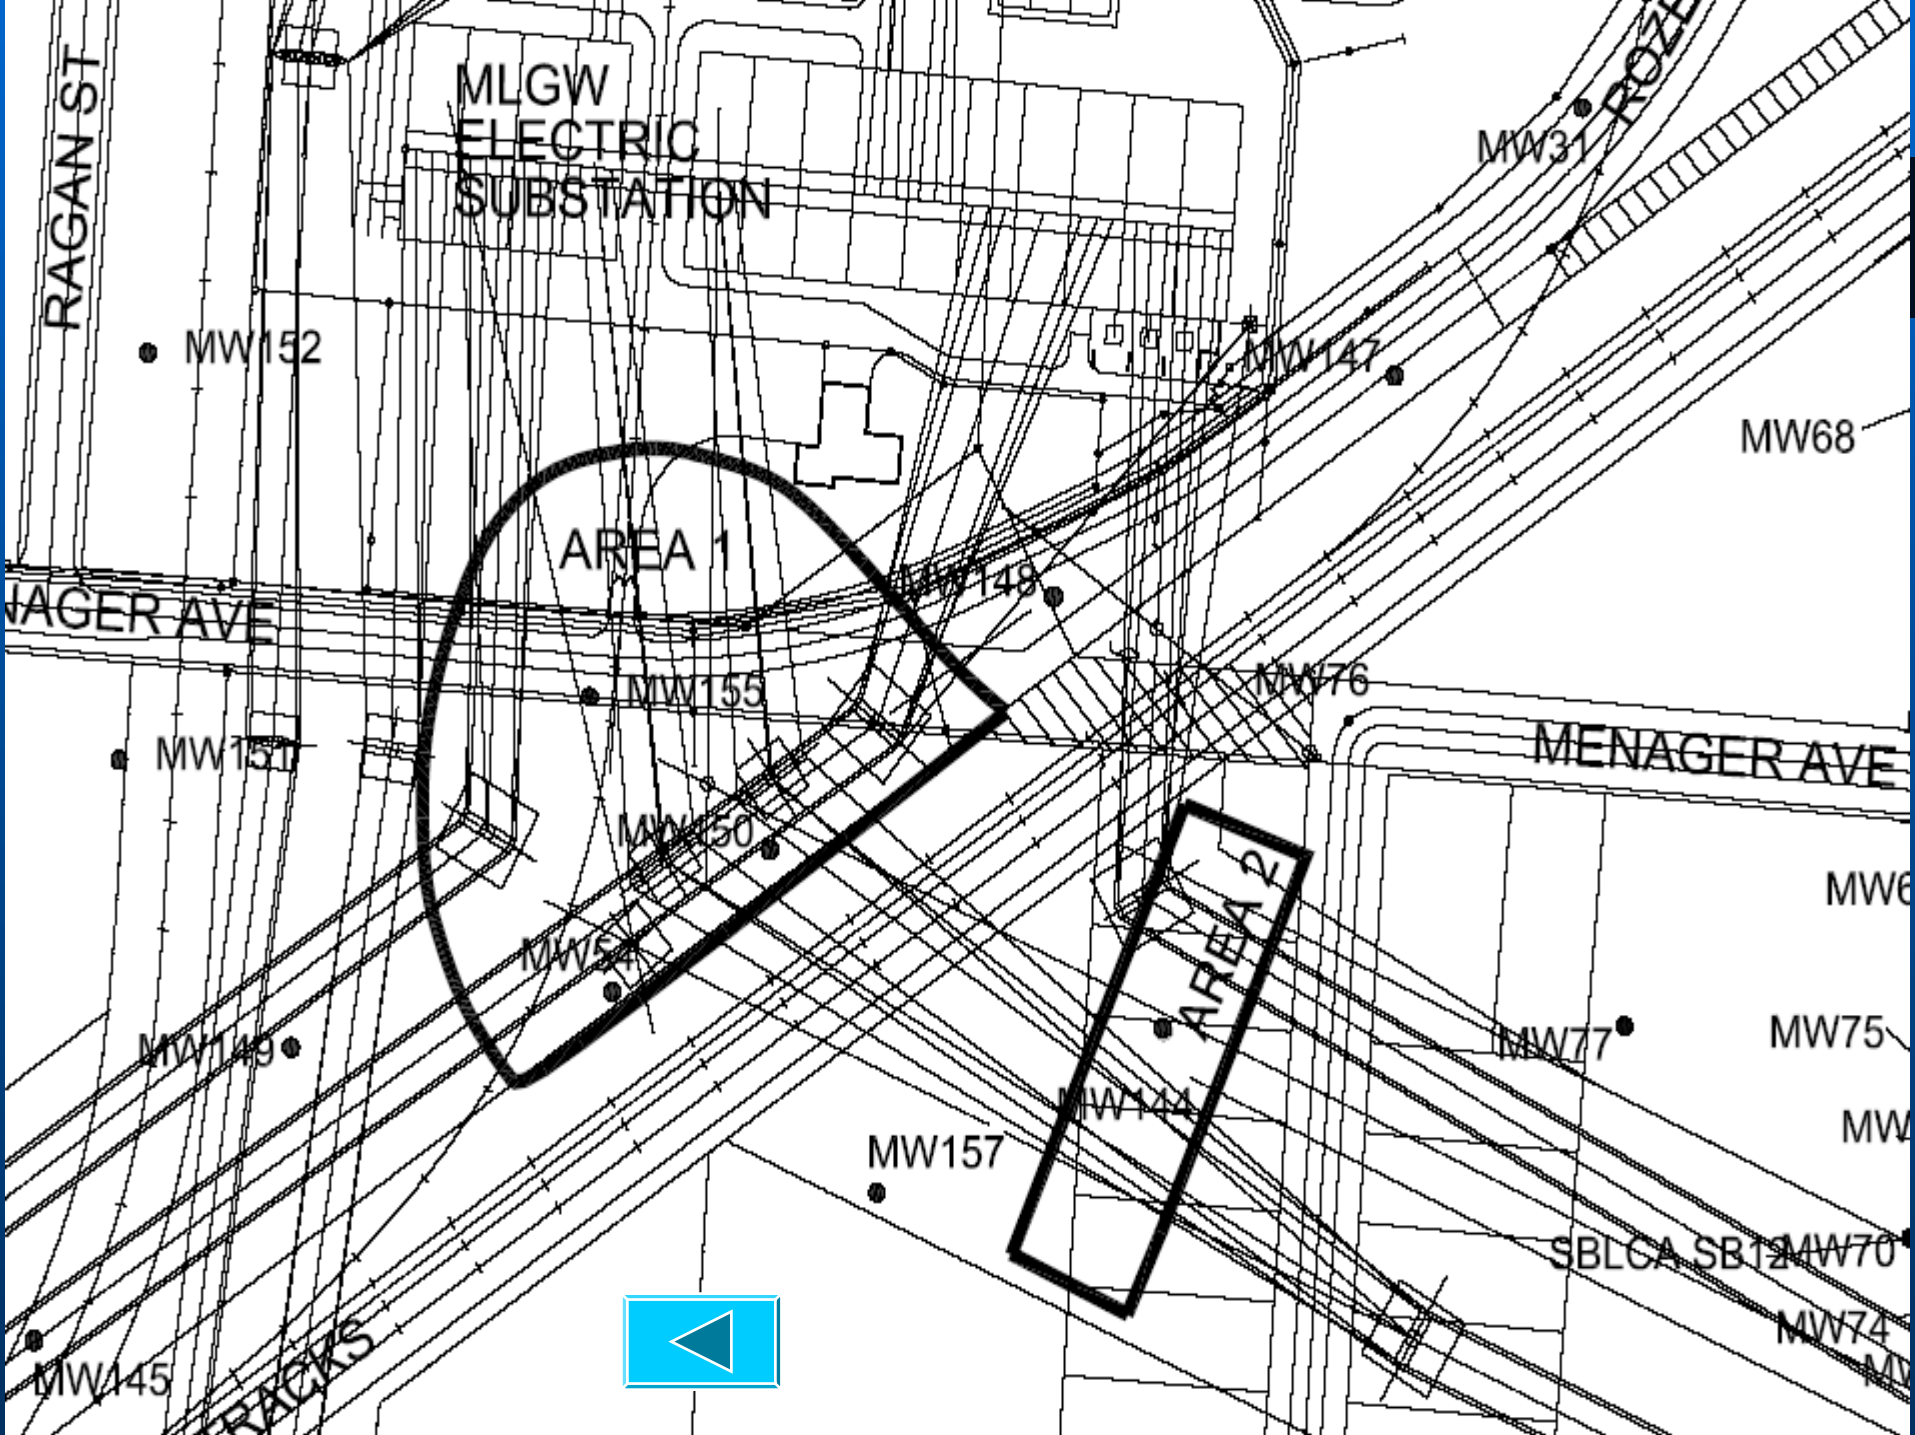 RAGAN ST
MLGW
ELECTRIC
SUBSTATION
MW31
MW152
MW147
MW68
AREA 1
MW148
NAGER AVE
MW155
MW76
MENAGER AVE
MW151
MW150
AREA 2
MW54
MW149
MW77
MW75
MW144
MW157
SBLCA SB12
MW70
MW74
MW145
TRACKS